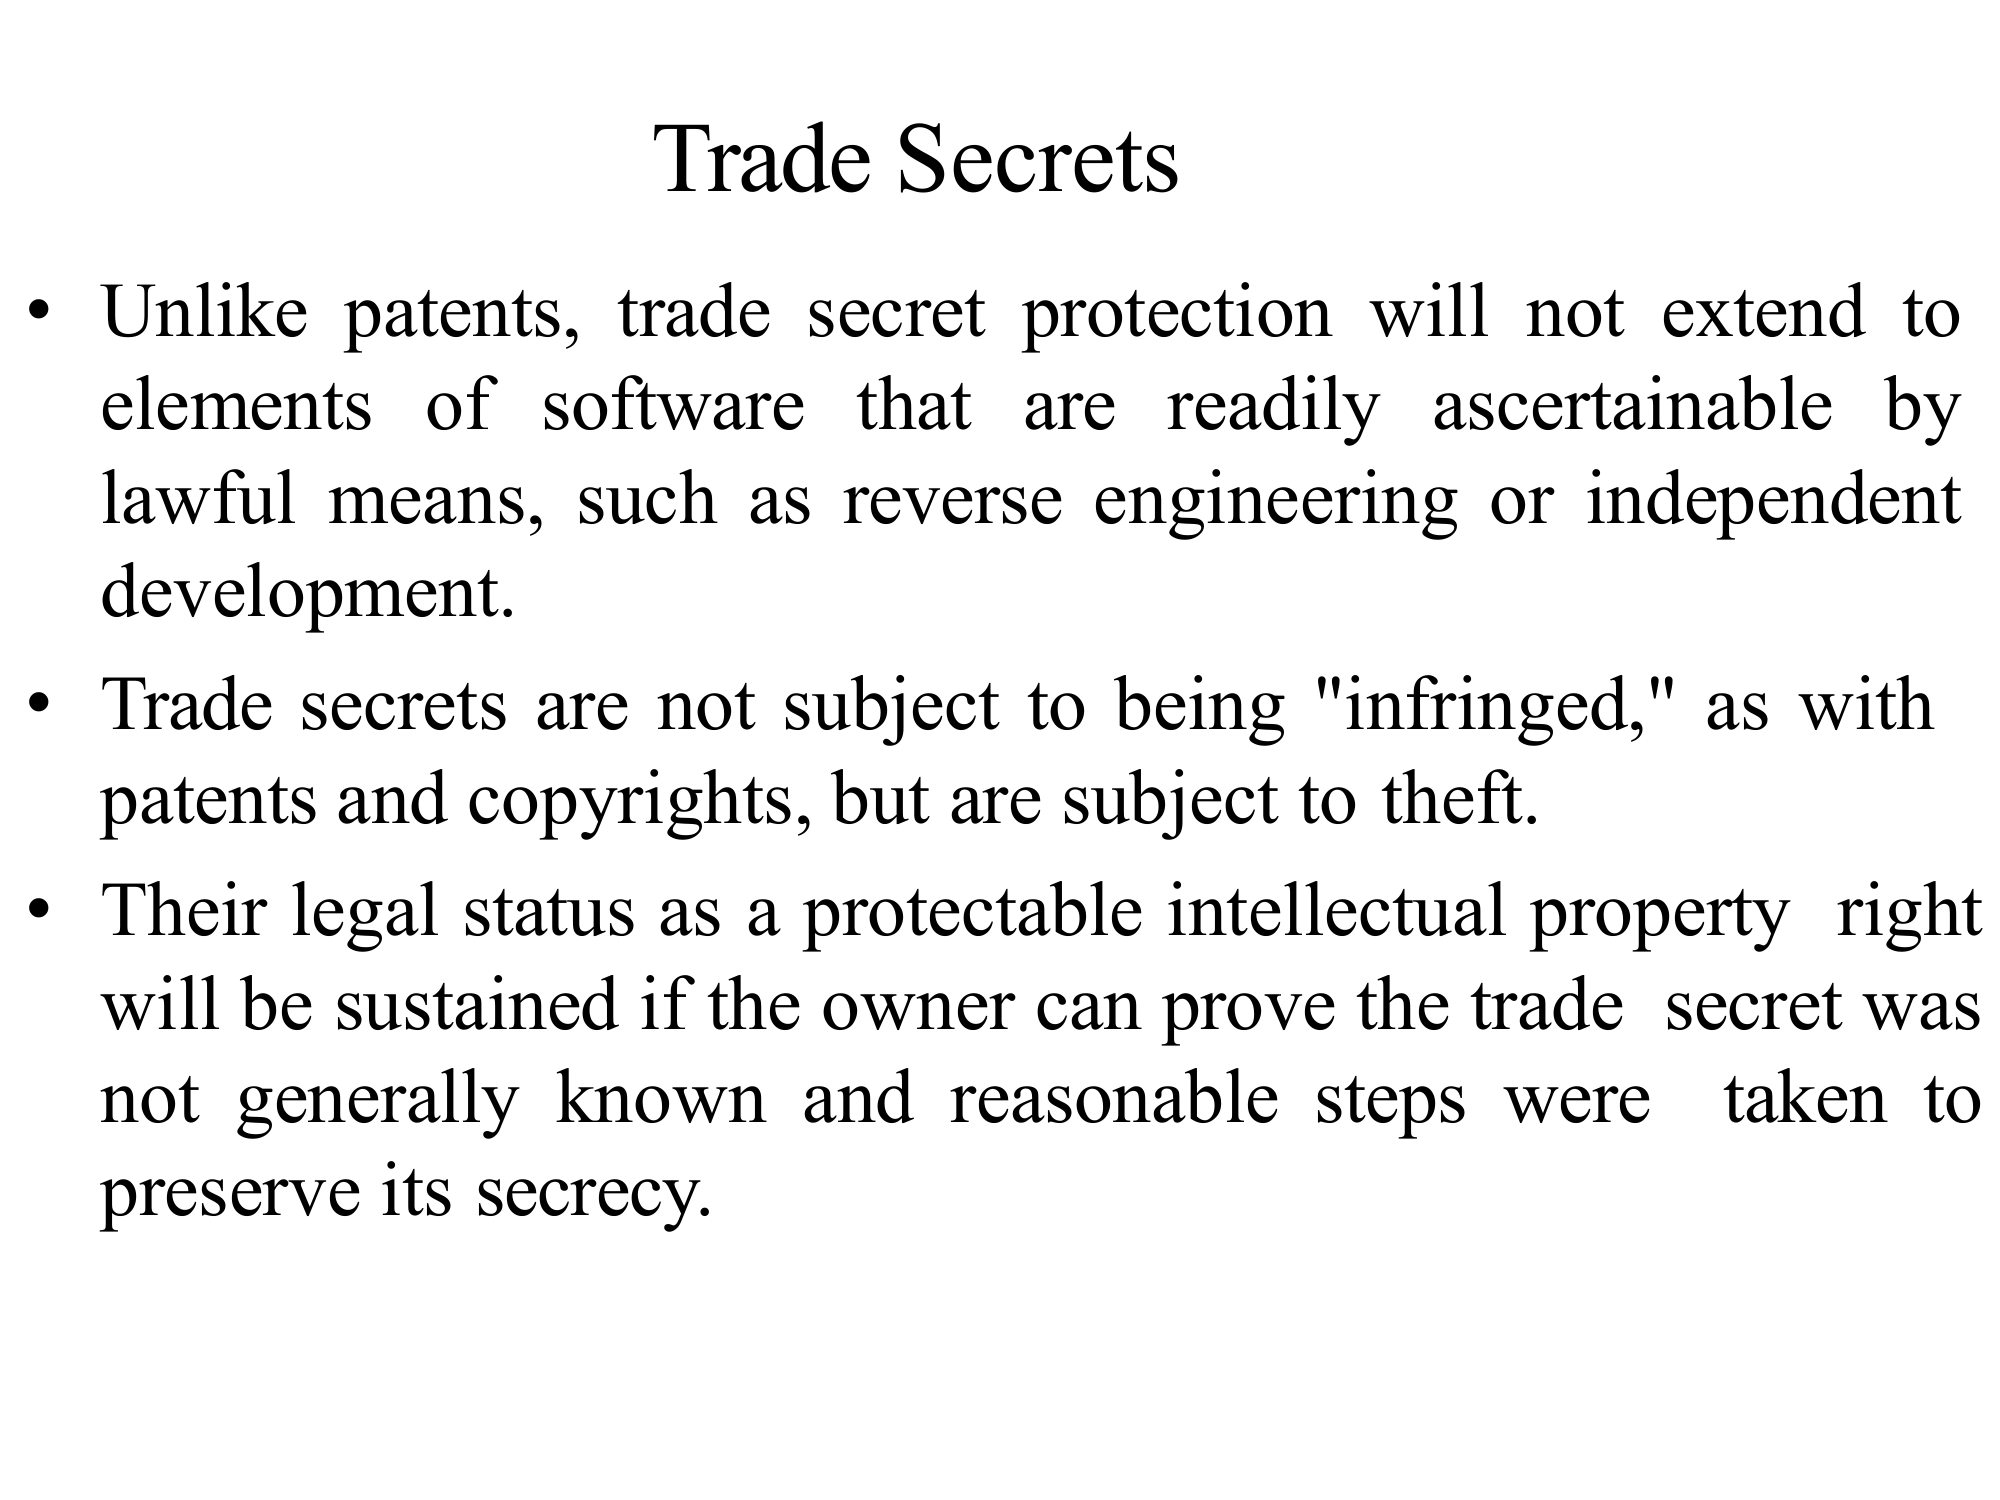 Trade Secrets
• Unlike patents, trade secret protection will not extend to
elements of software that are readily ascertainable by
lawful means, such as reverse engineering or independent
development.
• Trade secrets are not subject to being "infringed," as with
patents and copyrights, but are subject to theft.
• Their legal status as a protectable intellectual property right
will be sustained if the owner can prove the trade secret was
not generally known and reasonable steps were taken to
preserve its secrecy.